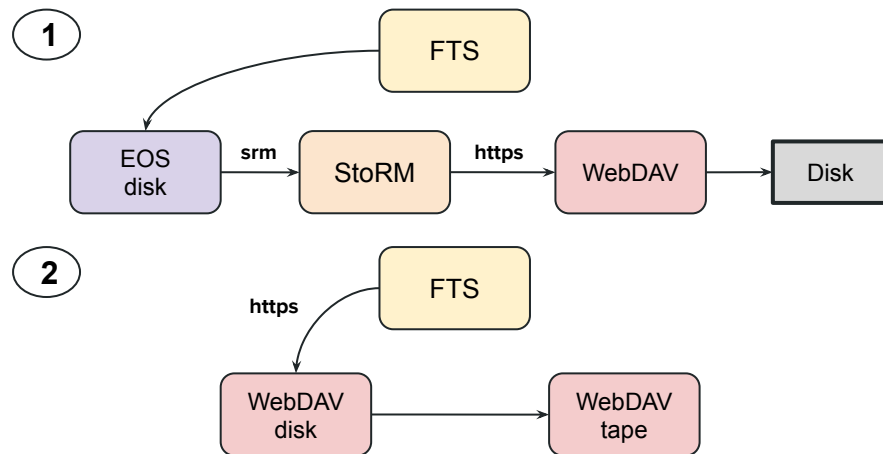 1
FTS
EOS
disk
srm
StoRM
https
WebDAV
Disk
2
FTS
https
WebDAV
disk
WebDAV
tape